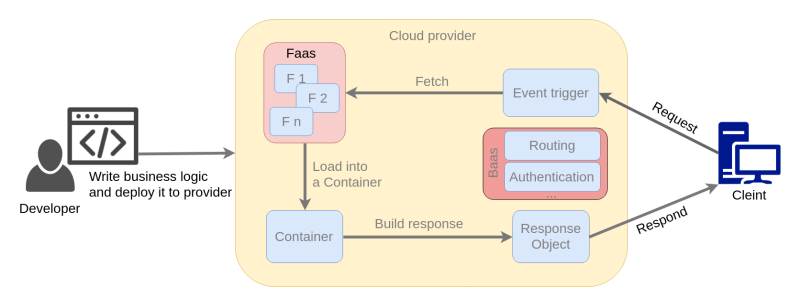 Cloud provider
Faas
F 1
F 2
F n
Fetch
Event trigger
Request
Baas
Routing
Authentication
...
Write business logic
and deploy it to provider
Developer
Load into
a Container
Cleint
Container
Build response
Response
Object
Respond